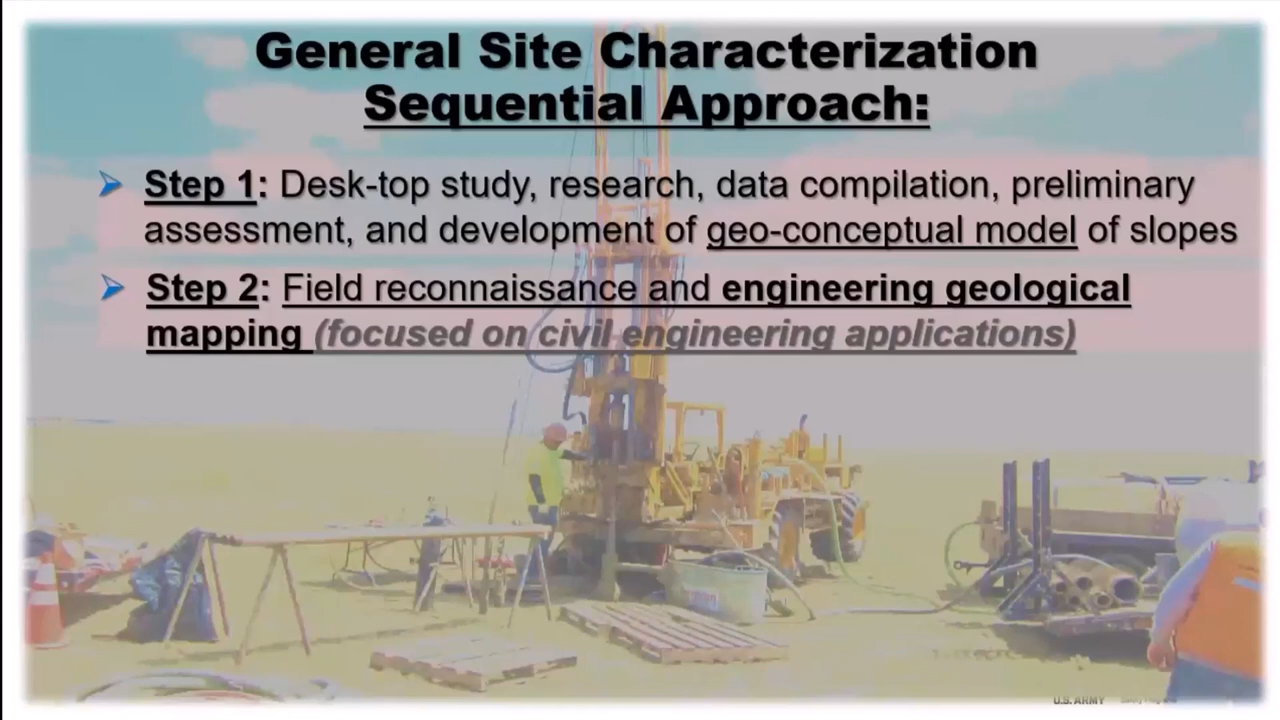 General Site Characterization
Sequential Approach:
➢ Step 1: Desk-top study, research, data compilation, preliminary
assessment, and development of geo-conceptual model of slopes
➢ Step 2: Field reconnaissance and engineering geological
mapping (focused on civil engineering applications)
U.S. ARMY